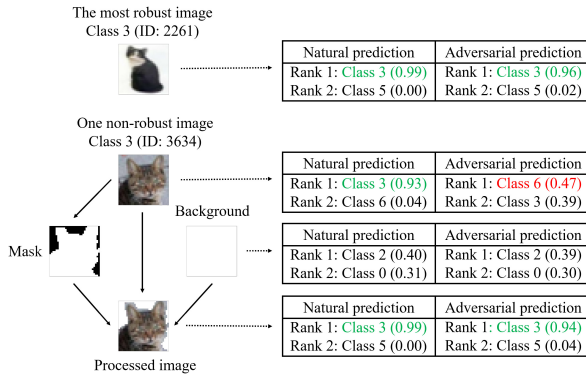 The most robust image
Class 3 (ID: 2261)
Natural prediction Adversarial prediction
Rank 1: Class 3 (0.99) Rank 1: Class 3 (0.96)
Rank 2: Class 5 (0.00) Rank 2: Class 5 (0.02)
One non-robust image
Class 3 (ID: 3634)
Natural prediction Adversarial prediction
Rank 1: Class 3 (0.93) Rank 1: Class 6 (0.47)
Rank 2: Class 6 (0.04) Rank 2: Class 3 (0.39)
Background
Mask
Natural prediction Adversarial prediction
Rank 1: Class 2 (0.40) Rank 1: Class 2 (0.39)
Rank 2: Class 0 (0.31) Rank 2: Class 0 (0.30)
Natural prediction Adversarial prediction
Rank 1: Class 3 (0.99) Rank 1: Class 3 (0.94)
Rank 2: Class 5 (0.00) Rank 2: Class 5 (0.04)
Processed image